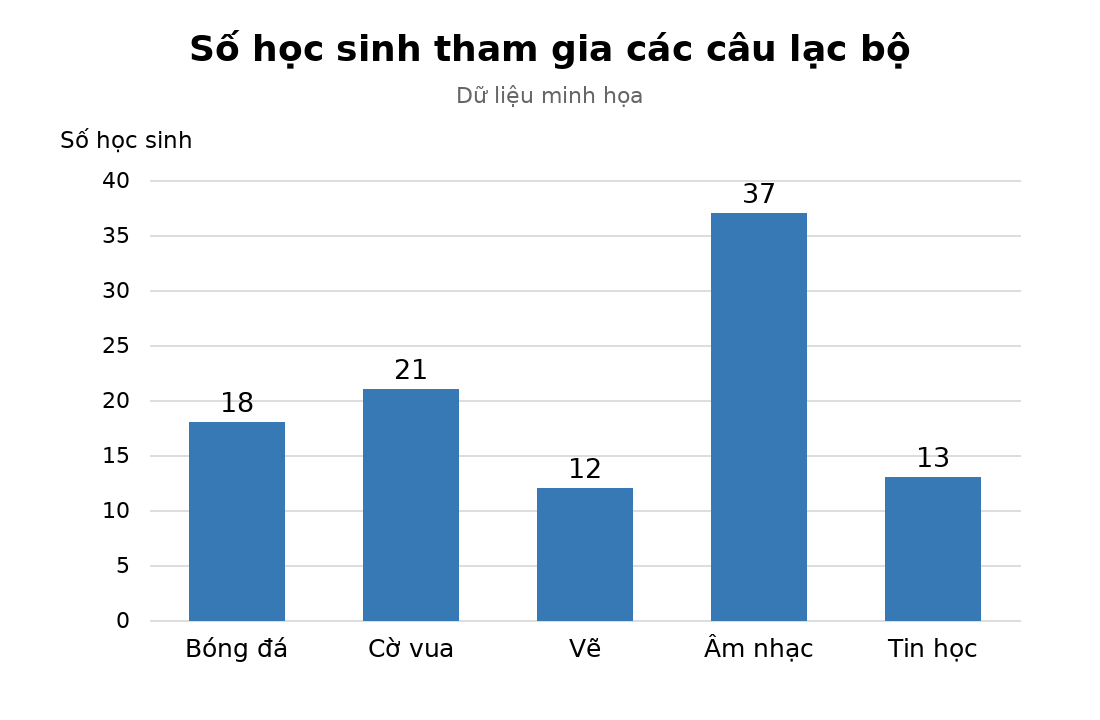 Số học sinh tham gia các câu lạc bộ
Dữ liệu minh họa
Số học sinh
40
35
30
25
20
15
10
5
0
18
21
12
37
13
Bóng đá
Cờ vua
Vẽ
Âm nhạc
Tin học